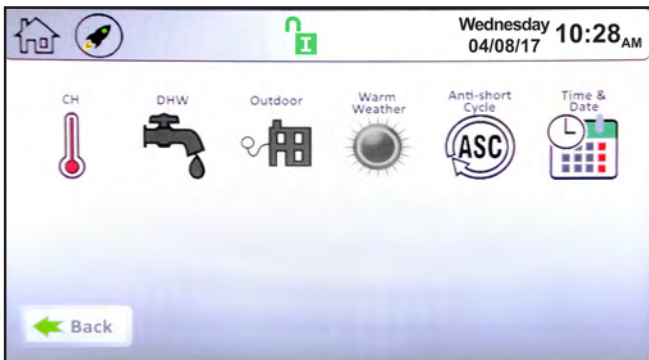 Wednesday
04/08/17
10:28AM
I
CH
DHW
Outdoor
Warm
Weather
Anti-short
Cycle
Time &
Date
ASC
Back